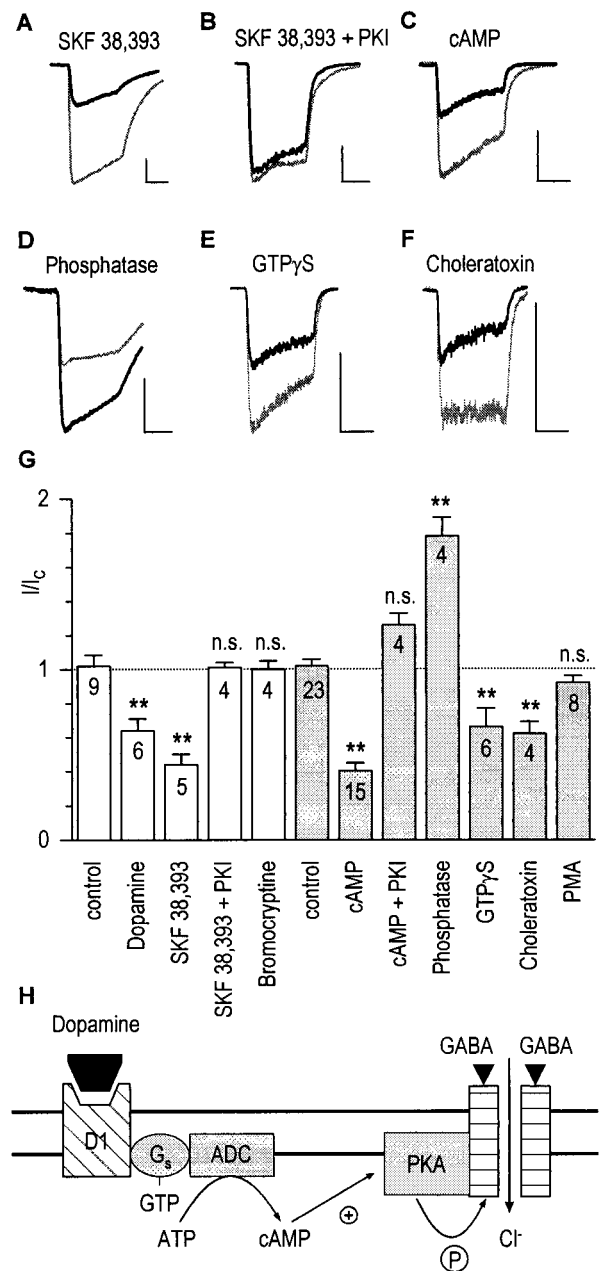 A
SKF 38,393
B
SKF 38,393 + PKI
C
cAMP
D
Phosphatase
E
GTPγS
F
Choleratoxin
G
2
1
0
I/Ic
n.s.
n.s.
n.s.
**
n.s.
**
**
**
**
**
9
6
5
4
4
23
15
4
4
6
4
8
control
Dopamine
SKF 38,393
SKF 38,393 + PKI
Bromocryptine
control
cAMP
cAMP + PKI
Phosphatase
GTPγS
Choleratoxin
PMA
H
Dopamine
GABA
GABA
D1
Gs
ADC
PKA
GTP
ATP
cAMP
+
P
Cl-